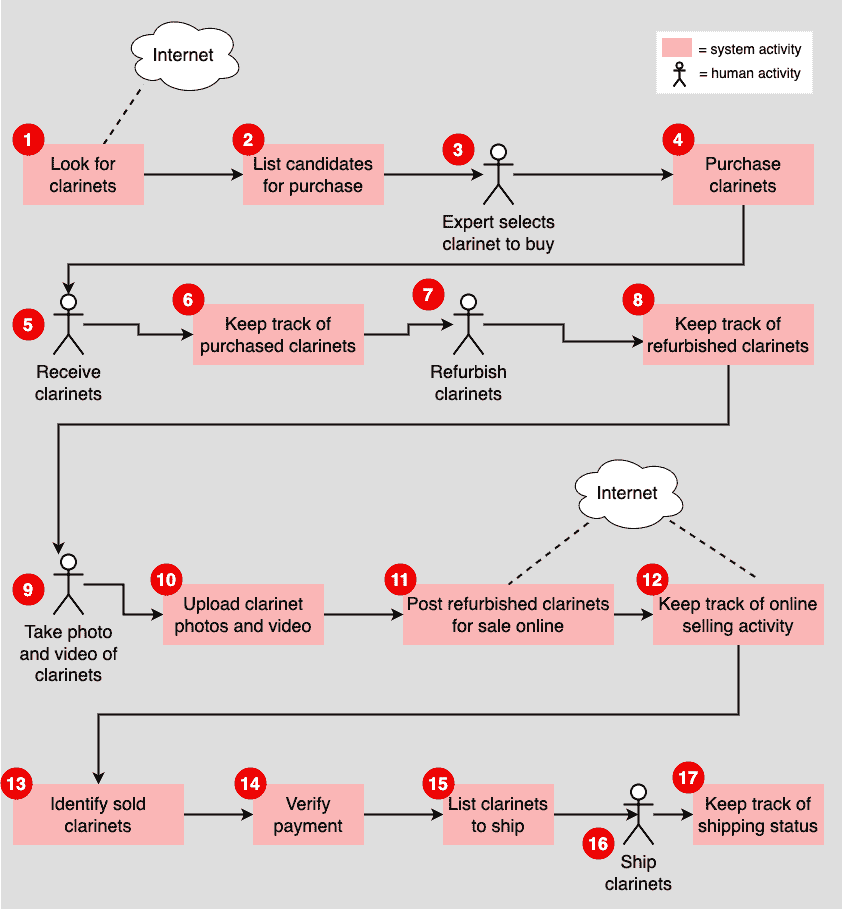 Internet
= system activity
= human activity
1
Look for
clarinets
2
List candidates
for purchase
3
Expert selects
clarinet to buy
4
Purchase
clarinets
5
Receive
clarinets
6
Keep track of
purchased clarinets
7
Refurbish
clarinets
8
Keep track of
refurbished clarinets
Internet
9
Take photo
and video of
clarinets
10
Upload clarinet
photos and video
11
Post refurbished clarinets
for sale online
12
Keep track of online
selling activity
13
Identify sold
clarinets
14
Verify
payment
15
List clarinets
to ship
16
Ship
clarinets
17
Keep track of
shipping status